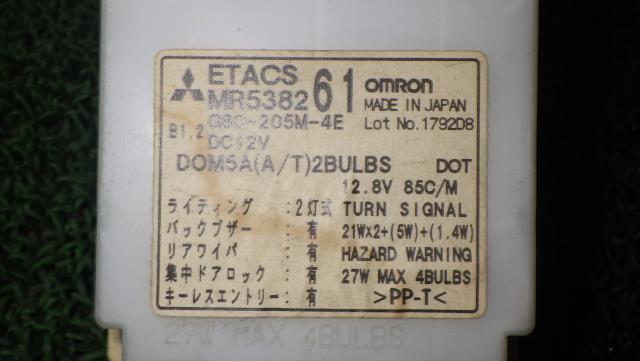 ETACS omron
MR538261 MADE IN JAPAN
G8C-205M-4E Lot No.1792D8
B1.2 DC12V
DOM5A(A/T)2BULBS DOT
12.8V 85C/M
ライティング :2灯式 TURN SIGNAL
バックブザー :有 21W×2+(5W)+(1.4W)
リアワイパ :有 HAZARD WARNING
集中ドアロック :有 27W MAX 4BULBS
キーレスエントリー:有 >PP-T<
27W MAX 4BULBS